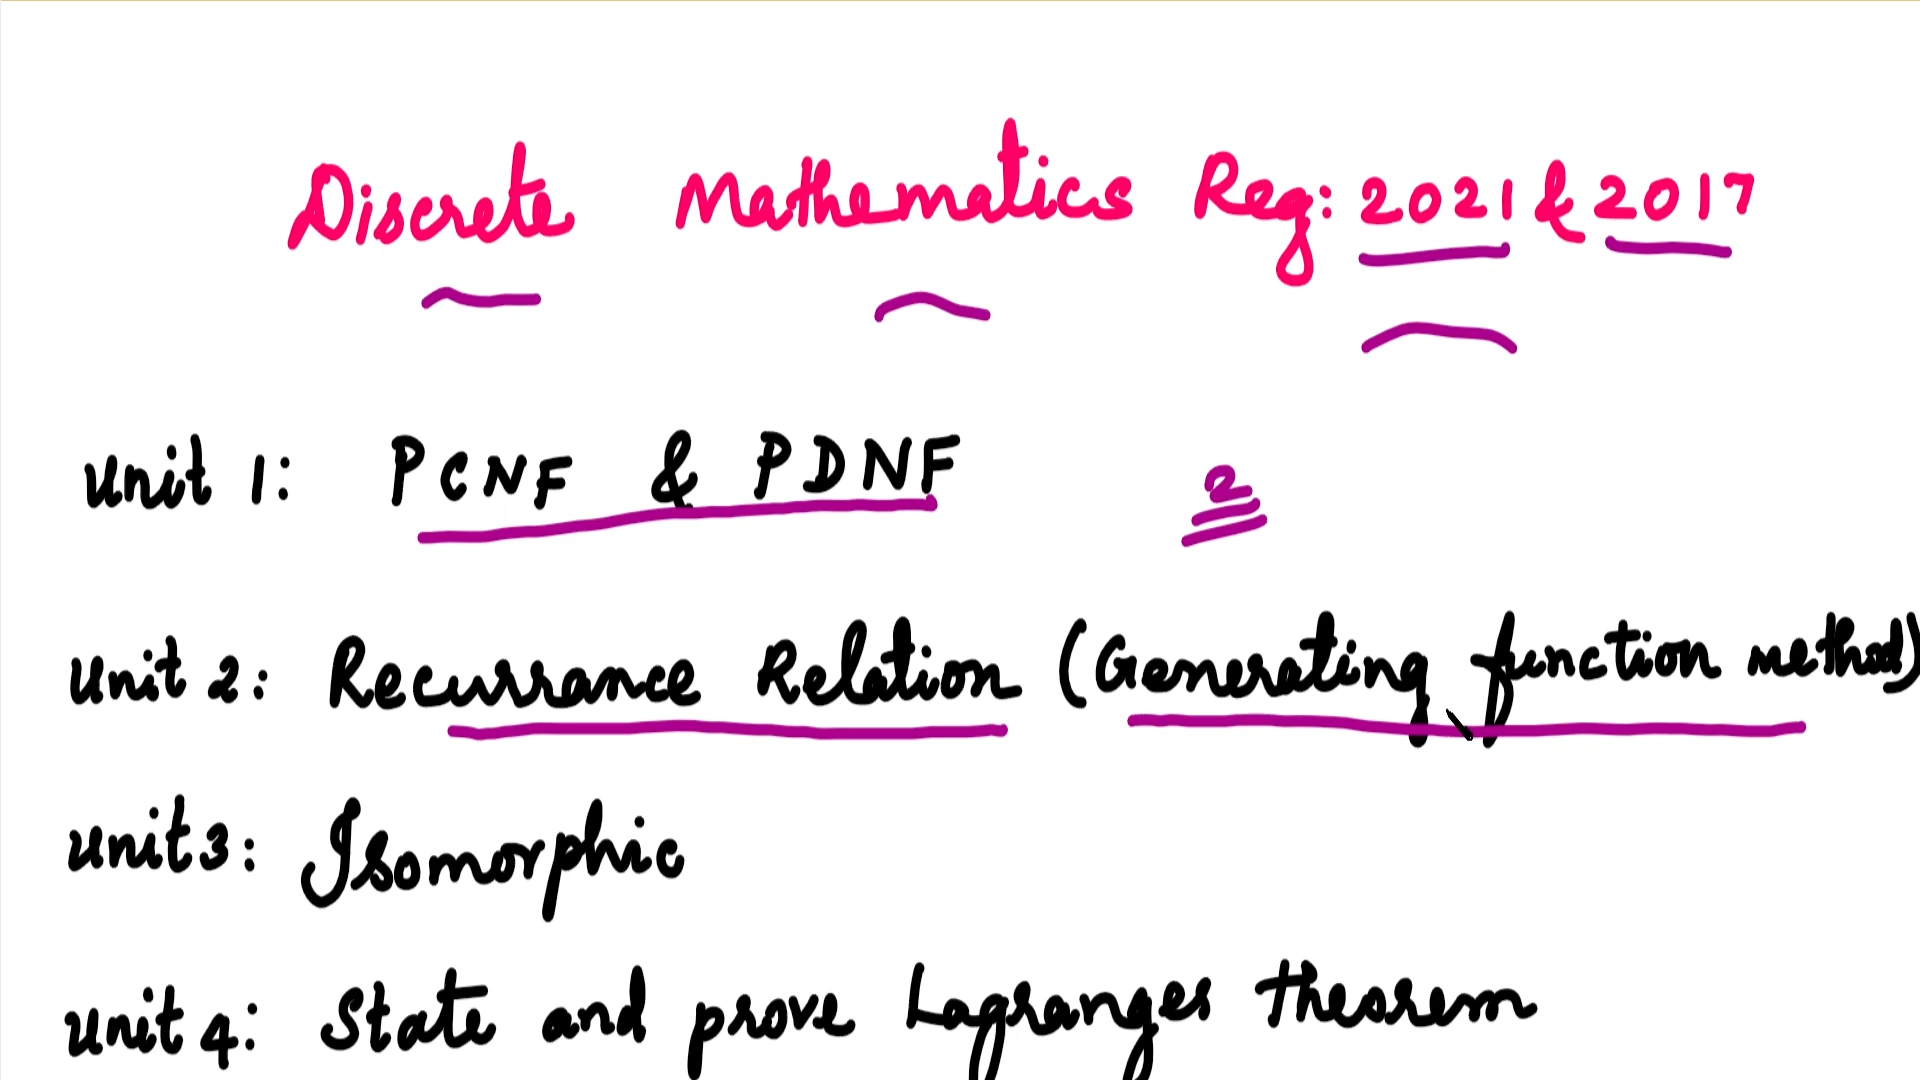 Discrete Mathematics Reg: 2021 & 2017
Unit 1: PCNF & PDNF 2
Unit 2: Recurrance Relation (Generating function method)
Unit 3: Isomorphic
Unit 4: State and prove Lagranges theorem